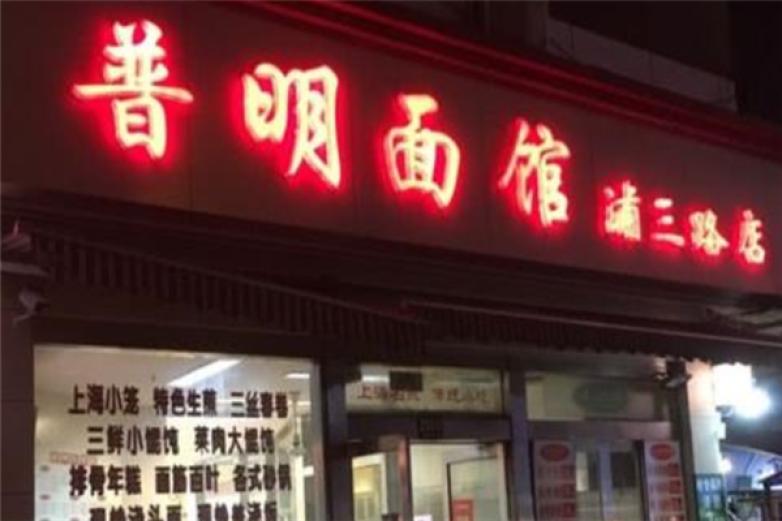 普明面馆 浦三路店
上海小笼 特色生煎 三丝春卷
三鲜小馄饨 菜肉大馄饨
排骨年糕 面筋百叶 各式砂锅